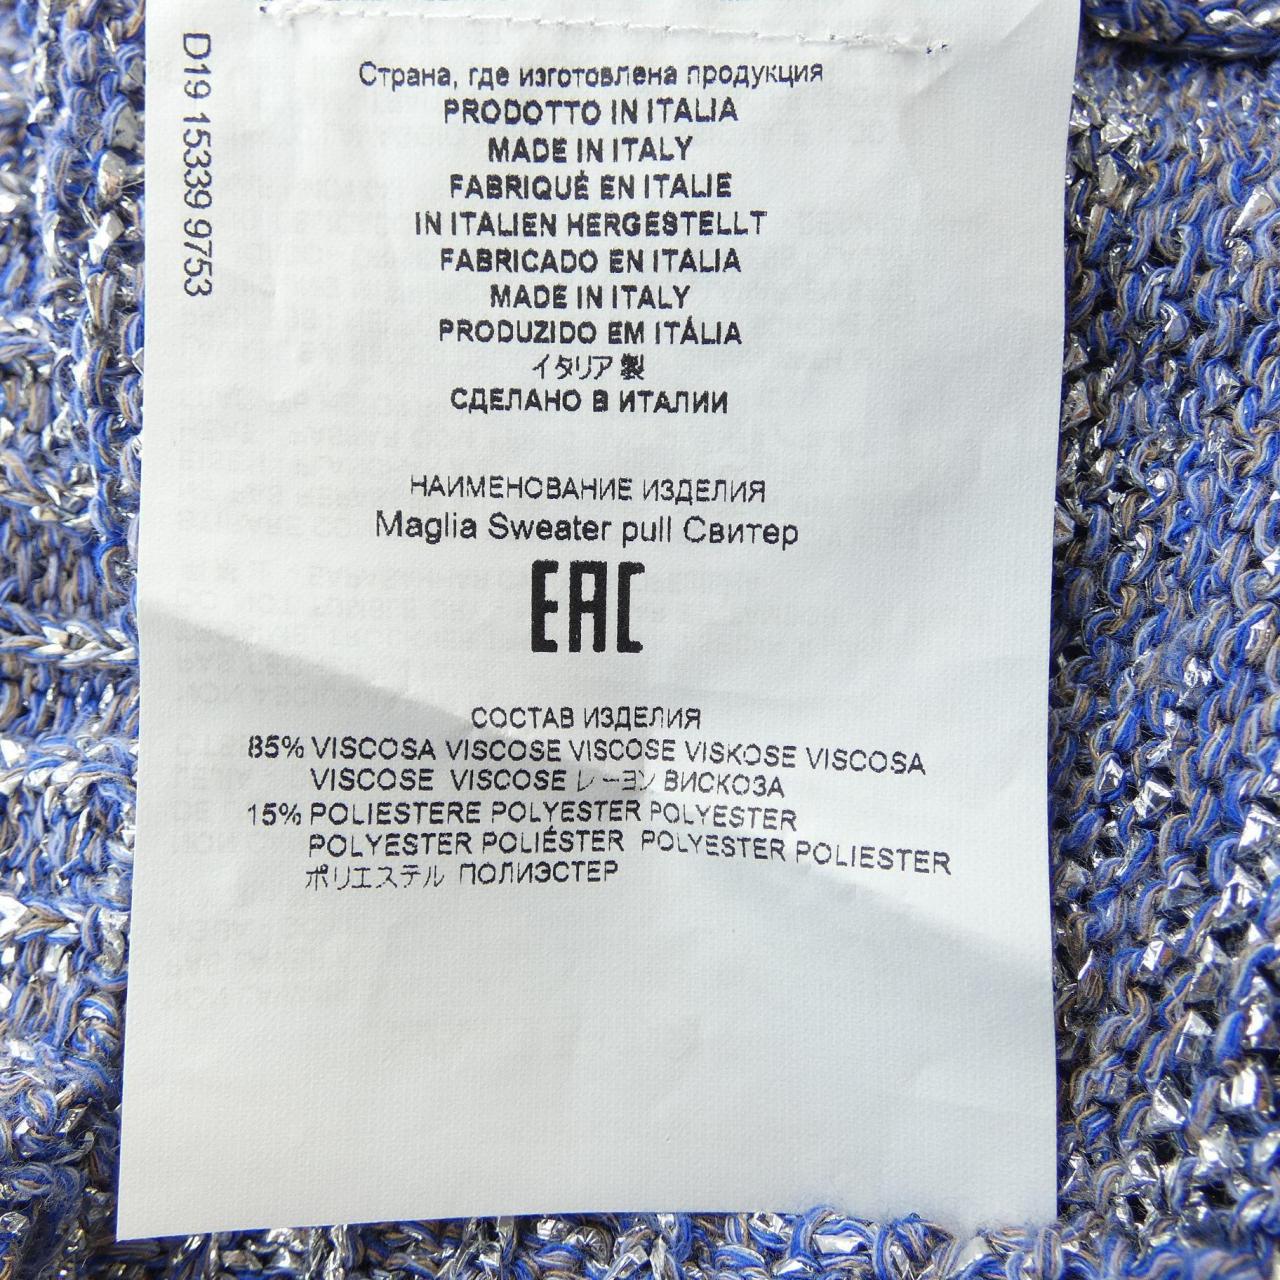 D19 15339 9753
Страна, где изготовлена продукция
PRODOTTO IN ITALIA
MADE IN ITALY
FABRIQUÉ EN ITALIE
IN ITALIEN HERGESTELLT
FABRICADO EN ITALIA
MADE IN ITALY
PRODUZIDO EM ITÁLIA
イタリア製
СДЕЛАНО В ИТАЛИИ
НАИМЕНОВАНИЕ ИЗДЕЛИЯ
Maglia Sweater pull Свитер
EAC
СОСТАВ ИЗДЕЛИЯ
85% VISCOSA VISCOSE VISCOSE VISKOSE VISCOSA
VISCOSE VISCOSE レーヨン ВИСКОЗА
15% POLIESTERE POLYESTER POLYESTER
POLYESTER POLIÉSTER POLYESTER POLIESTER
ポリエステル ПОЛИЭСТЕР